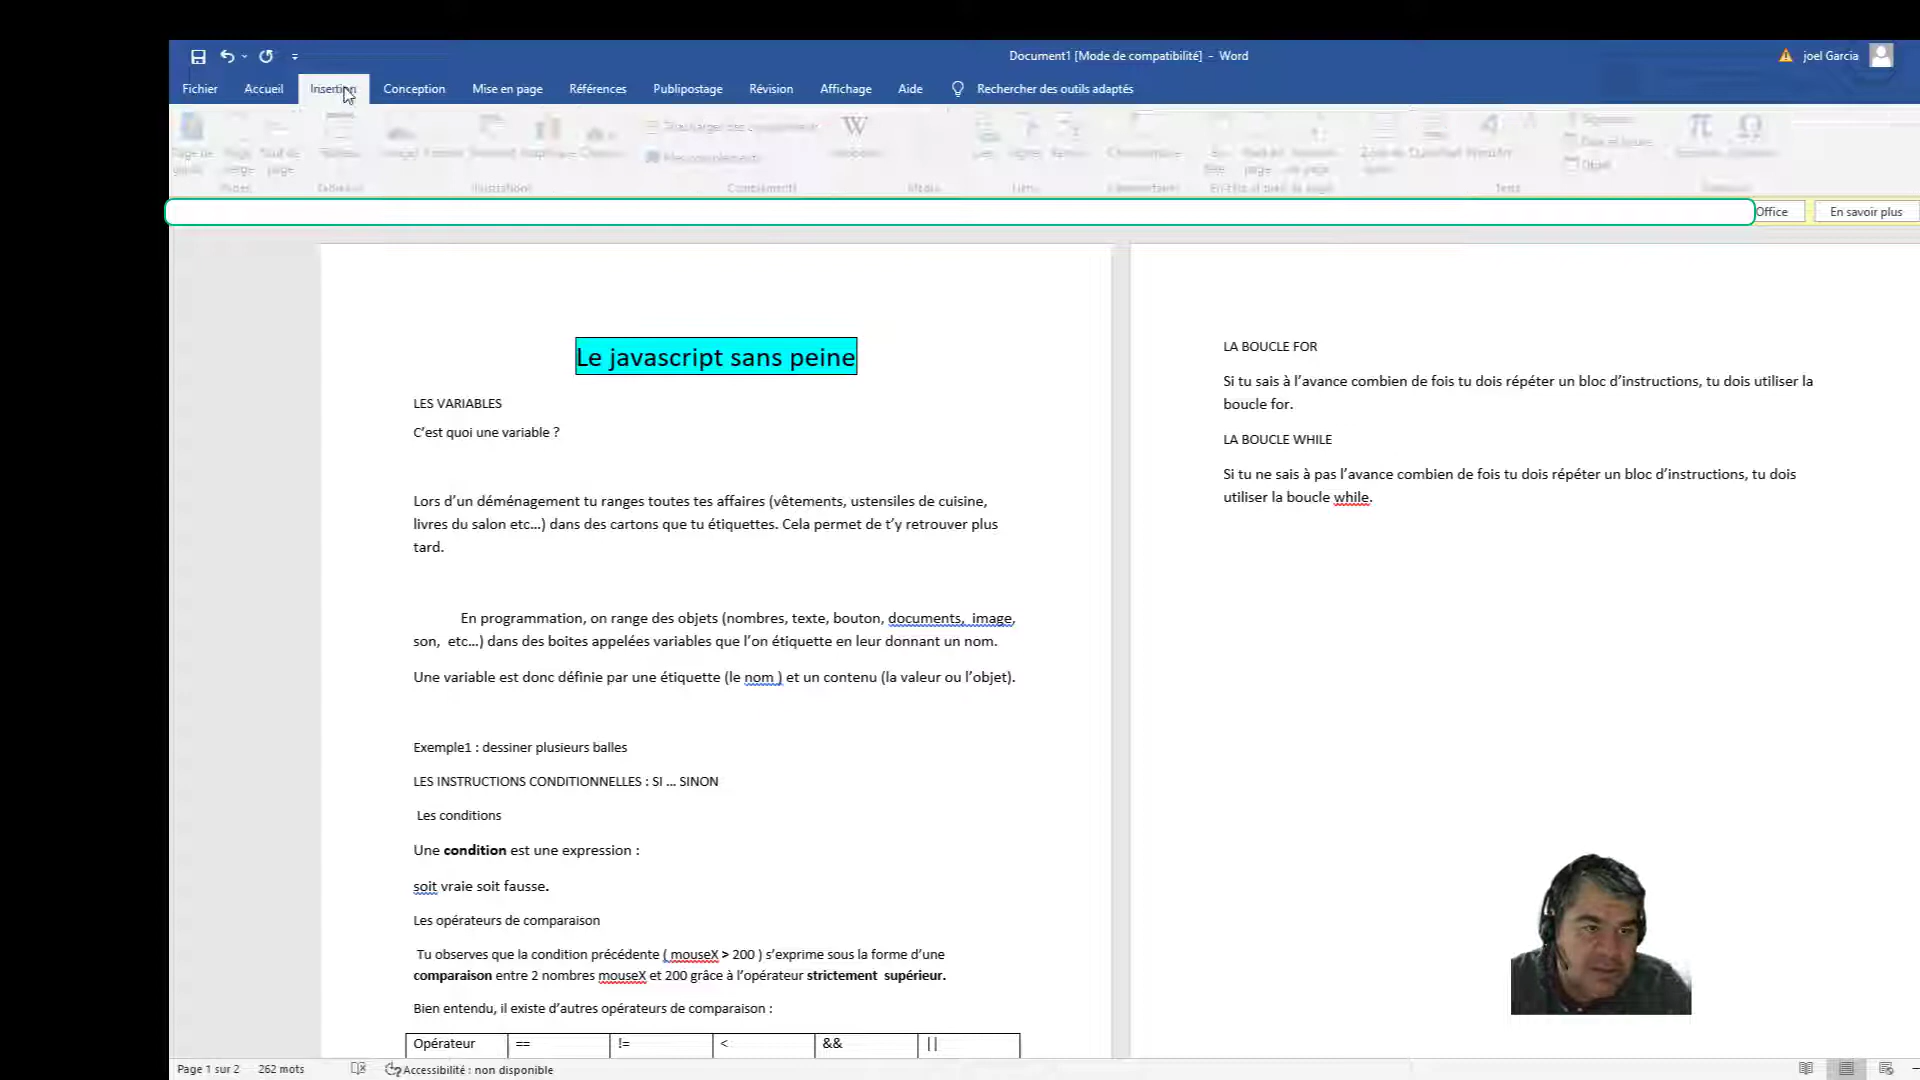 Document1 [Mode de compatibilité] - Word
joel Garcia
Fichier Accueil Insertion Conception Mise en page Références Publipostage Révision Affichage Aide Rechercher des outils adaptés
Office
En savoir plus
Le javascript sans peine
LES VARIABLES
C'est quoi une variable ?
Lors d'un déménagement tu ranges toutes tes affaires (vêtements, ustensiles de cuisine,
livres du salon etc…) dans des cartons que tu étiquettes. Cela permet de t'y retrouver plus
tard.
En programmation, on range des objets (nombres, texte, bouton, documents, image,
son, etc…) dans des boîtes appelées variables que l'on étiquette en leur donnant un nom.
Une variable est donc définie par une étiquette (le nom ) et un contenu (la valeur ou l'objet).
Exemple1 : dessiner plusieurs balles
LES INSTRUCTIONS CONDITIONNELLES : SI … SINON
Les conditions
Une condition est une expression :
soit vraie soit fausse.
Les opérateurs de comparaison
Tu observes que la condition précédente ( mouseX > 200 ) s'exprime sous la forme d'une
comparaison entre 2 nombres mouseX et 200 grâce à l'opérateur strictement supérieur.
Bien entendu, il existe d'autres opérateurs de comparaison :
Opérateur == != < && ||
LA BOUCLE FOR
Si tu sais à l'avance combien de fois tu dois répéter un bloc d'instructions, tu dois utiliser la
boucle for.
LA BOUCLE WHILE
Si tu ne sais à pas l'avance combien de fois tu dois répéter un bloc d'instructions, tu dois
utiliser la boucle while.
Page 1 sur 2 262 mots Accessibilité : non disponible